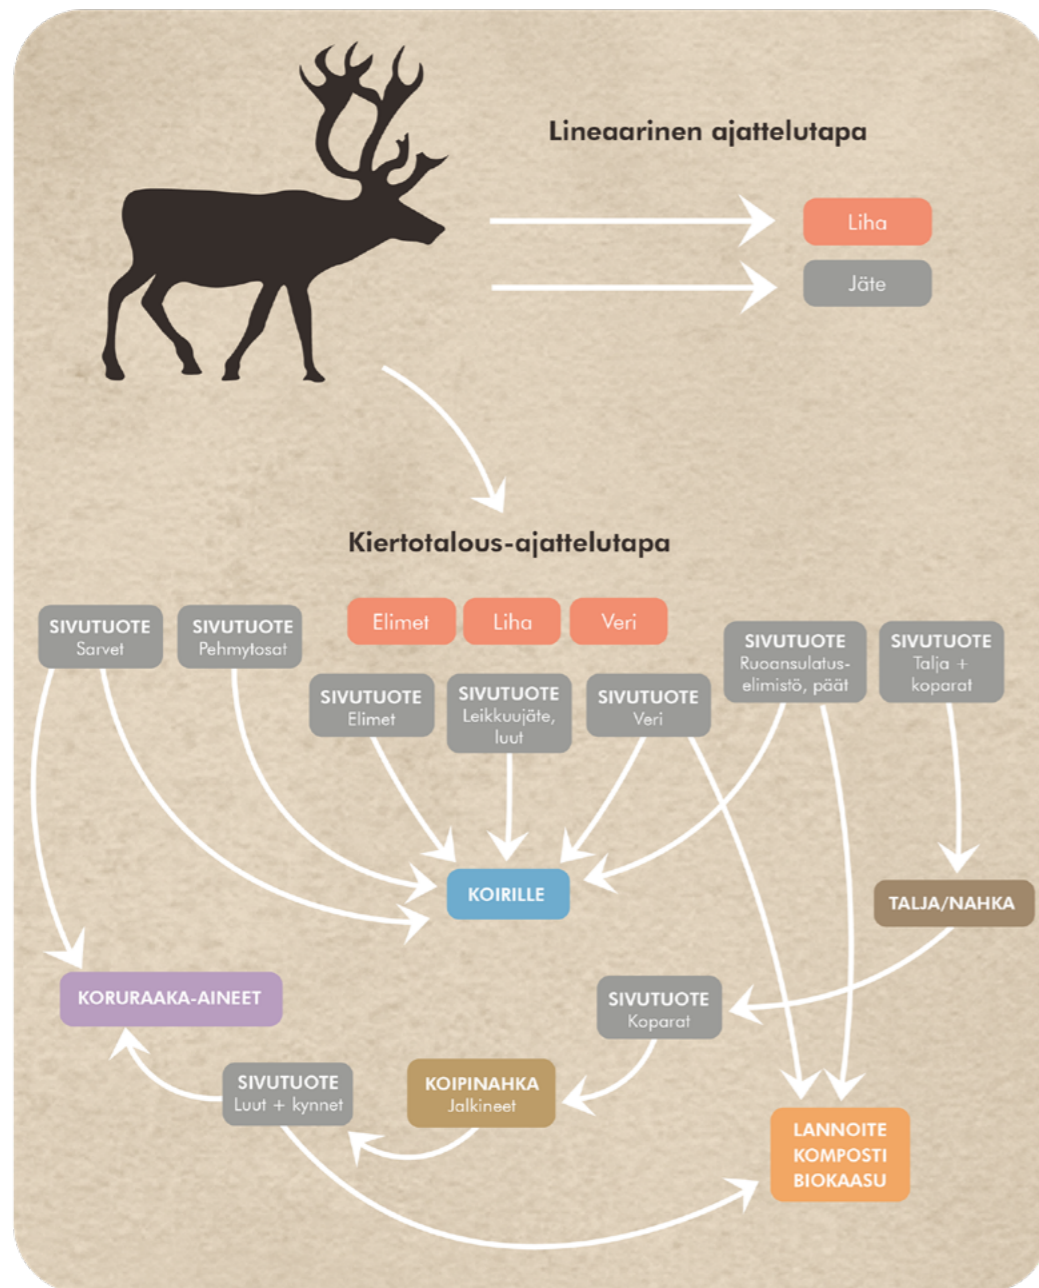 Lineaarinen ajattelutapa
Liha
Jäte
Kiertotalous-ajattelutapa
SIVUTUOTE
Sarvet
SIVUTUOTE
Pehmytosat
Elimet
Liha
Veri
SIVUTUOTE
Ruoansulatus-
elimistö, päät
SIVUTUOTE
Talja +
koparat
SIVUTUOTE
Elimet
SIVUTUOTE
Leikkuujäte,
luut
SIVUTUOTE
Veri
KOIRILLE
TALJA/NAHKA
KORURAAKA-AINEET
SIVUTUOTE
Koparat
SIVUTUOTE
Luut + kynnet
KOIPINAHKA
Jalkineet
LANNOITE
KOMPOSTI
BIOKAASU